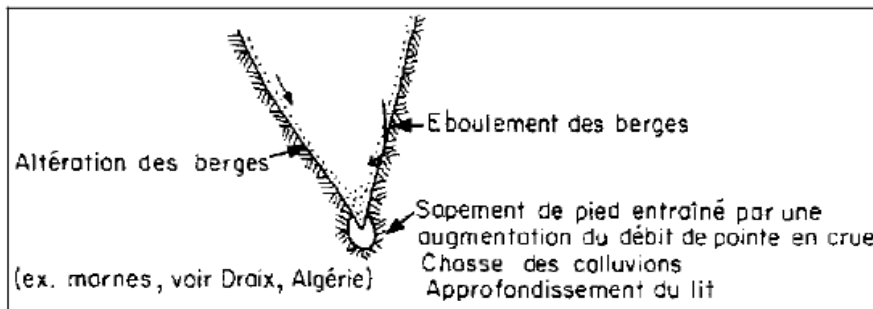 Eboulement des berges
Altération des berges
Sapement de pied entraîné par une
augmentation du débit de pointe en crue
Chasse des colluvions
Approfondissement du lit
(ex. marnes, voir Draix, Algérie)